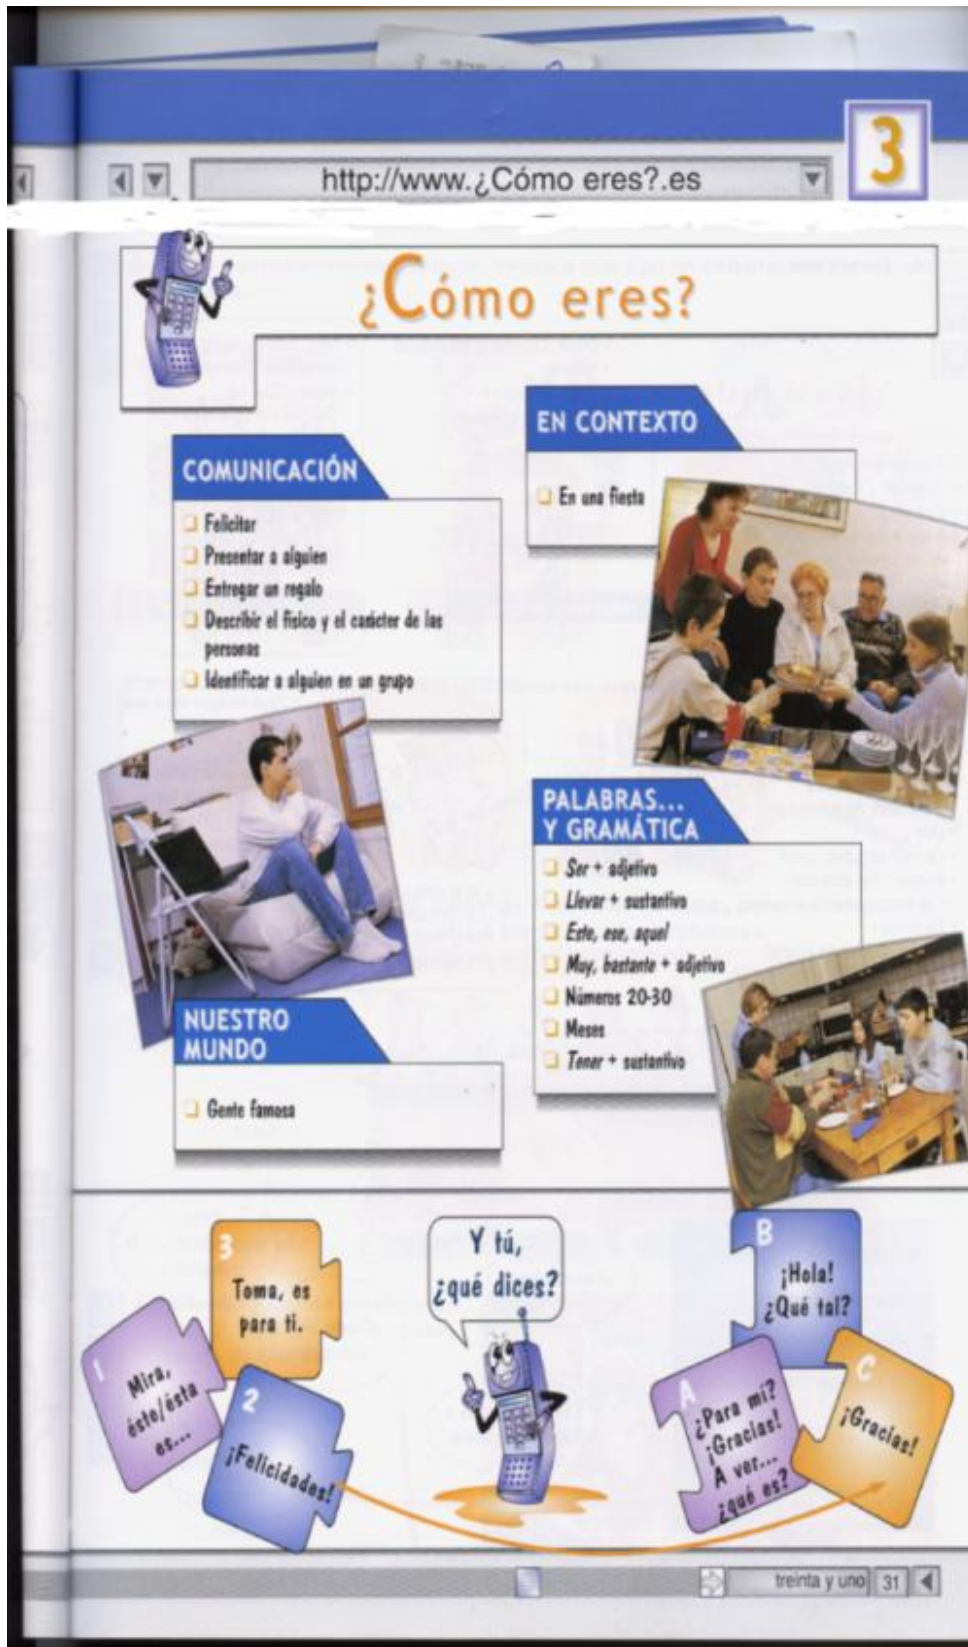 3
http://www.¿Cómo eres?.es
¿Cómo eres?
COMUNICACIÓN
Felicitar
Presentar a alguien
Entregar un regalo
Describir el físico y el carácter de las
personas
Identificar a alguien en un grupo
EN CONTEXTO
En una fiesta
PALABRAS...
Y GRAMÁTICA
Ser + adjetivo
Llevar + sustantivo
Este, ese, aquel
Muy, bastante + adjetivo
Números 20-30
Meses
Tener + sustantivo
NUESTRO
MUNDO
Gente famosa
1
Mira,
éste/ésta
es...
3
Toma, es
para ti.
2
¡Felicidades!
Y tú,
¿qué dices?
B
¡Hola!
¿Qué tal?
A
¿Para mí?
¡Gracias!
A ver...
¿qué es?
C
¡Gracias!
treinta y uno 31